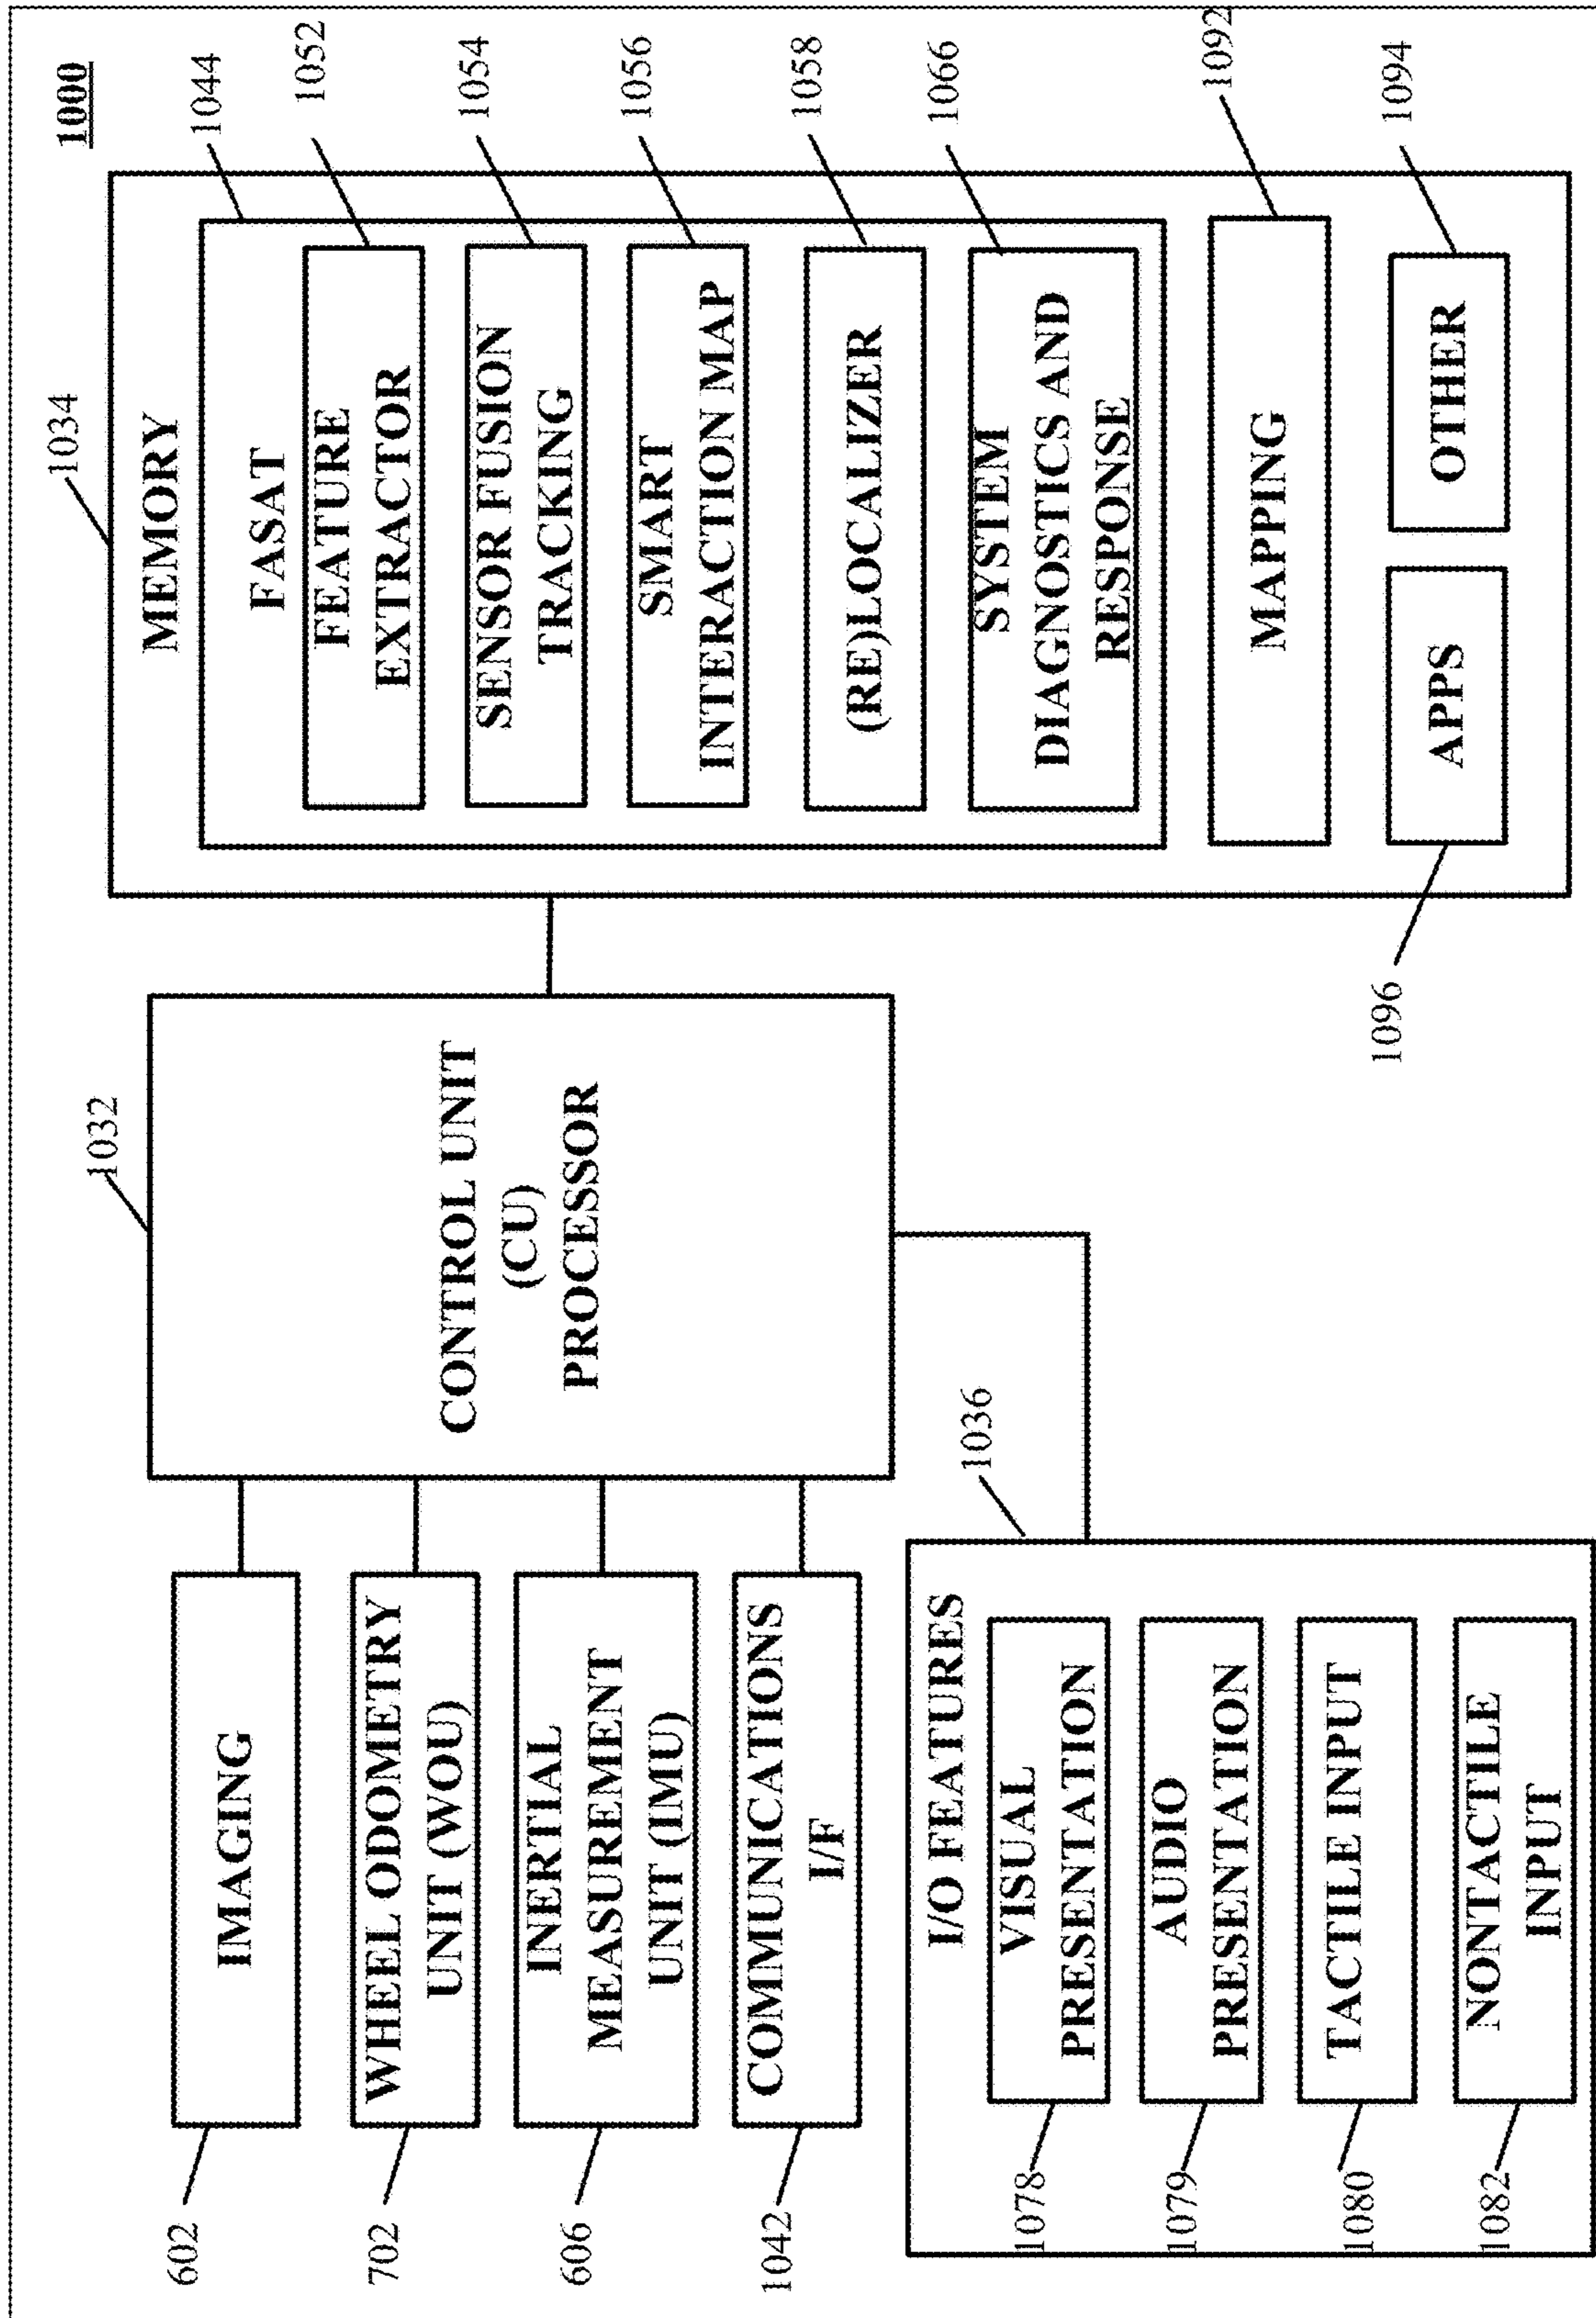 1000
602
IMAGING
702
WHEEL ODOMETRY
UNIT (WOU)
606
INERTIAL
MEASUREMENT
UNIT (IMU)
1042
COMMUNICATIONS
I/F
1032
CONTROL UNIT
(CU)
PROCESSOR
1036
I/O FEATURES
1078
VISUAL
PRESENTATION
1079
AUDIO
PRESENTATION
1080
TACTILE INPUT
1082
NONTACTILE
INPUT
1034
MEMORY
1044
FASAT
1052
FEATURE
EXTRACTOR
1054
SENSOR FUSION
TRACKING
1056
SMART
INTERACTION MAP
1058
(RE)LOCALIZER
1066
SYSTEM
DIAGNOSTICS AND
RESPONSE
1092
MAPPING
1096
APPS
1094
OTHER